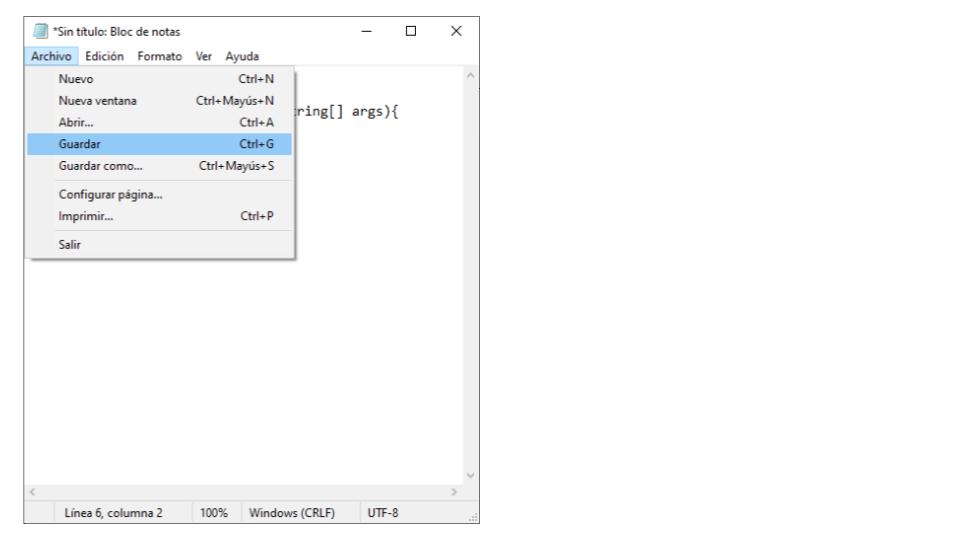 *Sin título: Bloc de notas
Archivo Edición Formato Ver Ayuda
Nuevo Ctrl+N
Nueva ventana Ctrl+Mayús+N
Abrir... Ctrl+A
Guardar Ctrl+G
Guardar como... Ctrl+Mayús+S
Configurar página...
Imprimir... Ctrl+P
Salir
tring[] args){
Línea 6, columna 2 100% Windows (CRLF) UTF-8